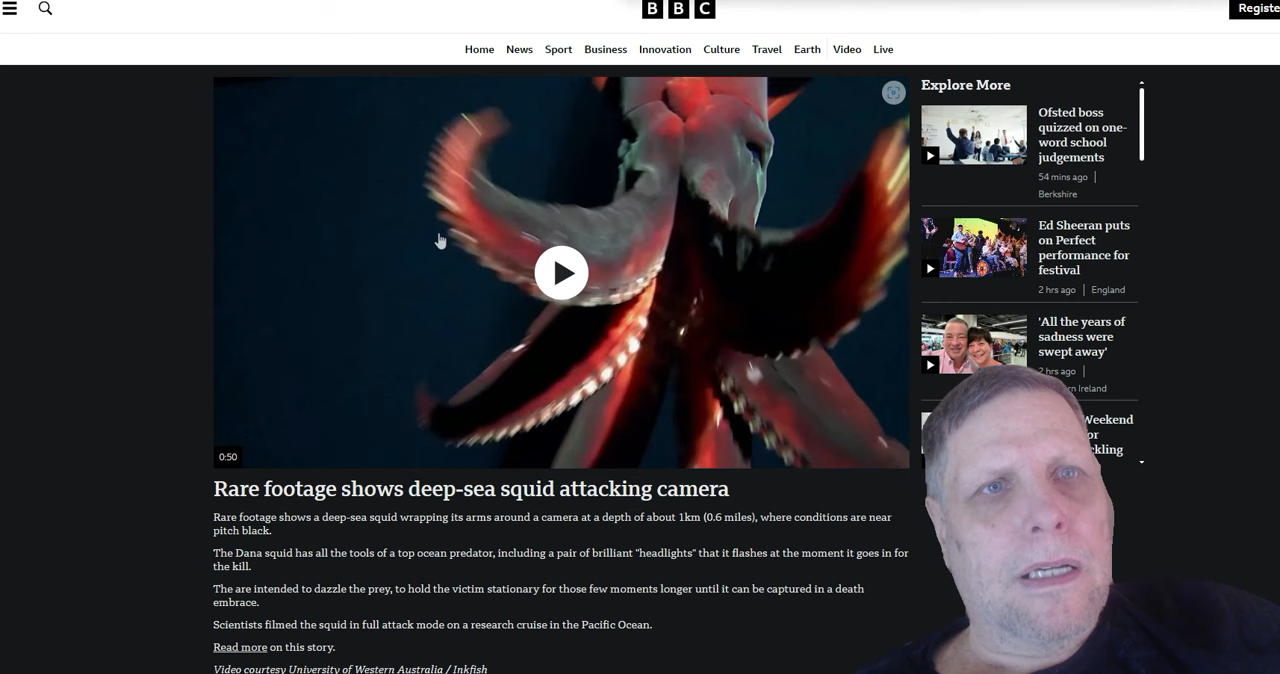 BBC
Registe
Home News Sport Business Innovation Culture Travel Earth Video Live
0:50
Rare footage shows deep-sea squid attacking camera
Rare footage shows a deep-sea squid wrapping its arms around a camera at a depth of about 1km (0.6 miles), where conditions are near
pitch black.
The Dana squid has all the tools of a top ocean predator, including a pair of brilliant "headlights" that it flashes at the moment it goes in for
the kill.
The are intended to dazzle the prey, to hold the victim stationary for those few moments longer until it can be captured in a death
embrace.
Scientists filmed the squid in full attack mode on a research cruise in the Pacific Ocean.
Read more on this story.
Video courtesy University of Western Australia / Inkfish
Explore More
Ofsted boss
quizzed on one-
word school
judgements
54 mins ago |
Berkshire
Ed Sheeran puts
on Perfect
performance for
festival
2 hrs ago | England
'All the years of
sadness were
swept away'
2 hrs ago |
rn Ireland
Weekend
or
ckling